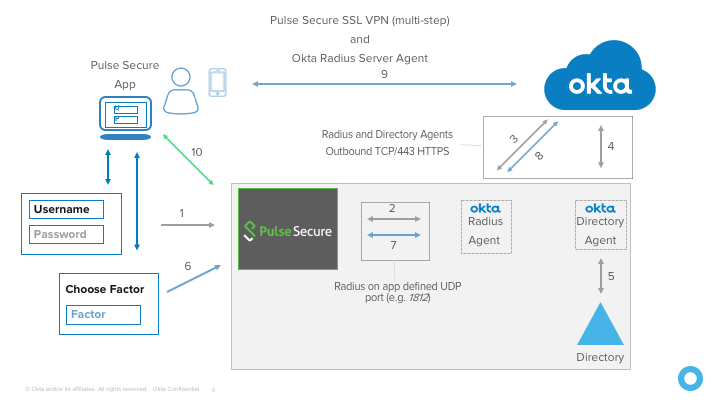 Pulse Secure SSL VPN (multi-step)
and
Okta Radius Server Agent
9
Pulse Secure
App
U
P
okta
Radius and Directory Agents
Outbound TCP/443 HTTPS
3
8
4
10
Username
Password
1
PulseSecure
2
7
okta
Radius
Agent
okta
Directory
Agent
6
Choose Factor
Factor
Radius on app defined UDP
port (e.g. 1812)
5
Directory
© Okta and/or its affiliates. All rights reserved. Okta Confidential 5